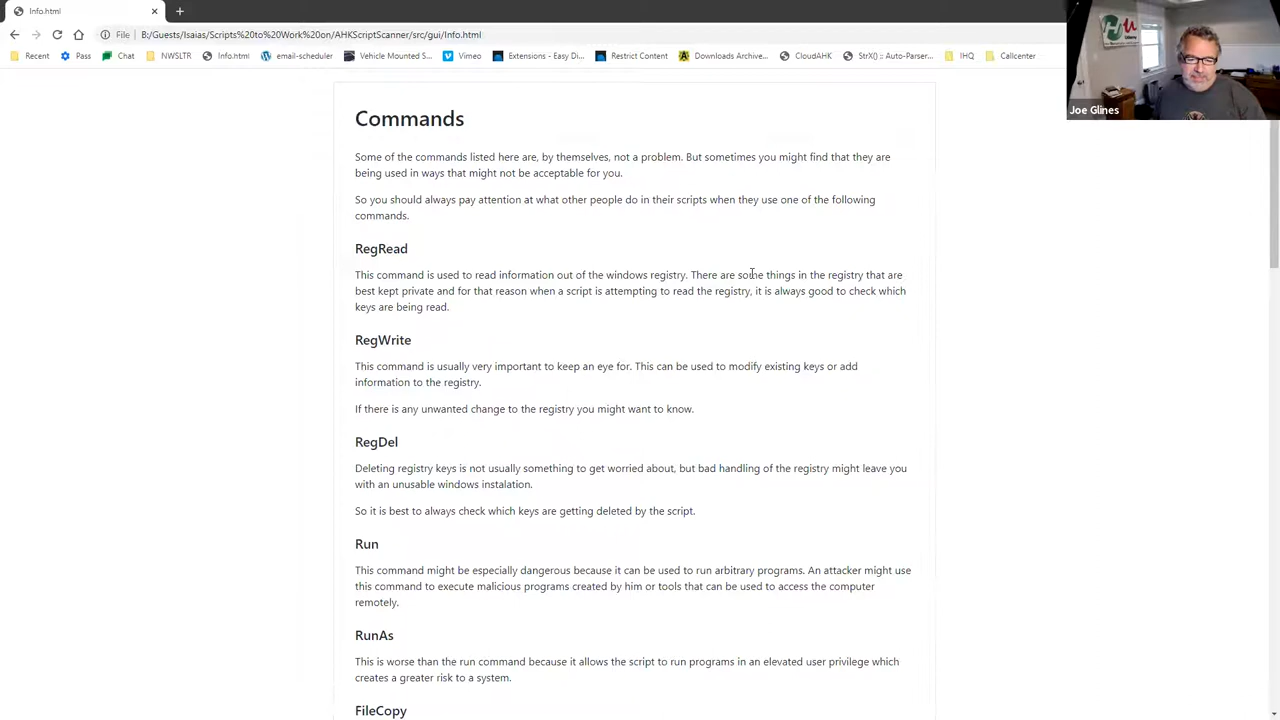 Info.html
File
B:/Guests/Isaias/Scripts%20to%20Work%20on/AHKScriptScanner/src/gui/Info.html
Recent
Pass
Chat
NWSLTR
Info.html
email-scheduler
Vehicle Mounted S...
Vimeo
Extensions - Easy Di...
Restrict Content
Downloads Archive...
CloudAHK
StrX() :: Auto-Parser...
IHQ
Callcenter
Joe Glines
Commands
Some of the commands listed here are, by themselves, not a problem. But sometimes you might find that they are
being used in ways that might not be acceptable for you.
So you should always pay attention at what other people do in their scripts when they use one of the following
commands.
RegRead
This command is used to read information out of the windows registry. There are some things in the registry that are
best kept private and for that reason when a script is attempting to read the registry, it is always good to check which
keys are being read.
RegWrite
This command is usually very important to keep an eye for. This can be used to modify existing keys or add
information to the registry.
If there is any unwanted change to the registry you might want to know.
RegDel
Deleting registry keys is not usually something to get worried about, but bad handling of the registry might leave you
with an unusable windows instalation.
So it is best to always check which keys are getting deleted by the script.
Run
This command might be especially dangerous because it can be used to run arbitrary programs. An attacker might use
this command to execute malicious programs created by him or tools that can be used to access the computer
remotely.
RunAs
This is worse than the run command because it allows the script to run programs in an elevated user privilege which
creates a greater risk to a system.
FileCopy